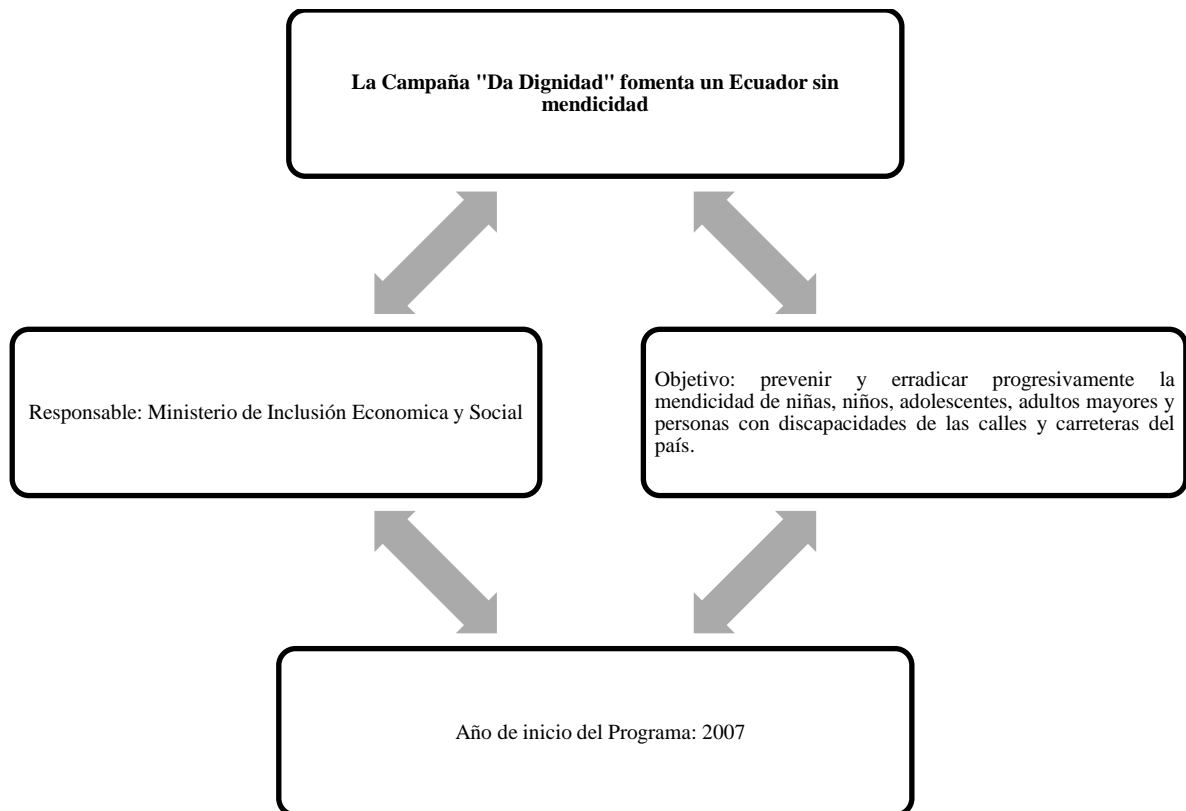 La Campaña "Da Dignidad" fomenta un Ecuador sin
mendicidad
Responsable: Ministerio de Inclusión Economica y Social
Objetivo: prevenir y erradicar progresivamente la
mendicidad de niñas, niños, adolescentes, adultos mayores y
personas con discapacidades de las calles y carreteras del
país.
Año de inicio del Programa: 2007